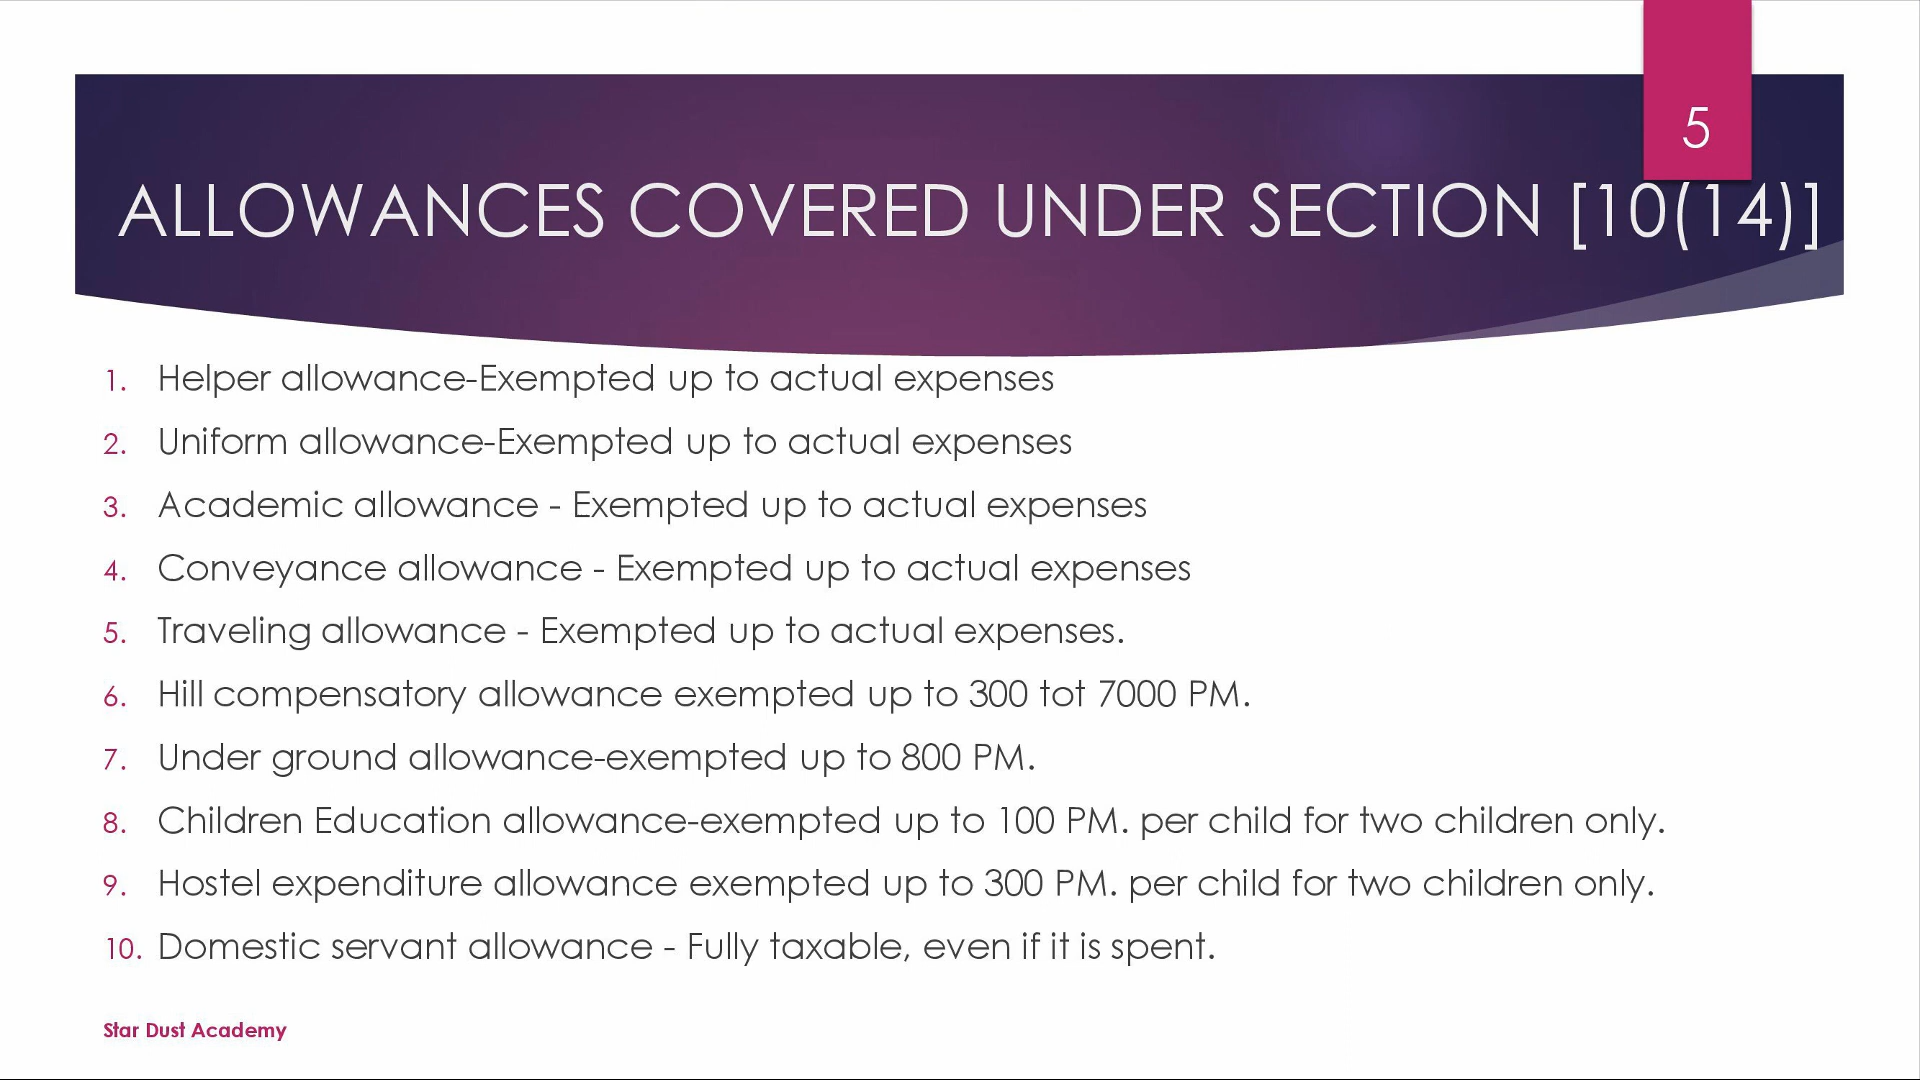 5
ALLOWANCES COVERED UNDER SECTION [10(14)]
1. Helper allowance-Exempted up to actual expenses
2. Uniform allowance-Exempted up to actual expenses
3. Academic allowance - Exempted up to actual expenses
4. Conveyance allowance - Exempted up to actual expenses
5. Traveling allowance - Exempted up to actual expenses.
6. Hill compensatory allowance exempted up to 300 tot 7000 PM.
7. Under ground allowance-exempted up to 800 PM.
8. Children Education allowance-exempted up to 100 PM. per child for two children only.
9. Hostel expenditure allowance exempted up to 300 PM. per child for two children only.
10. Domestic servant allowance - Fully taxable, even if it is spent.
Star Dust Academy